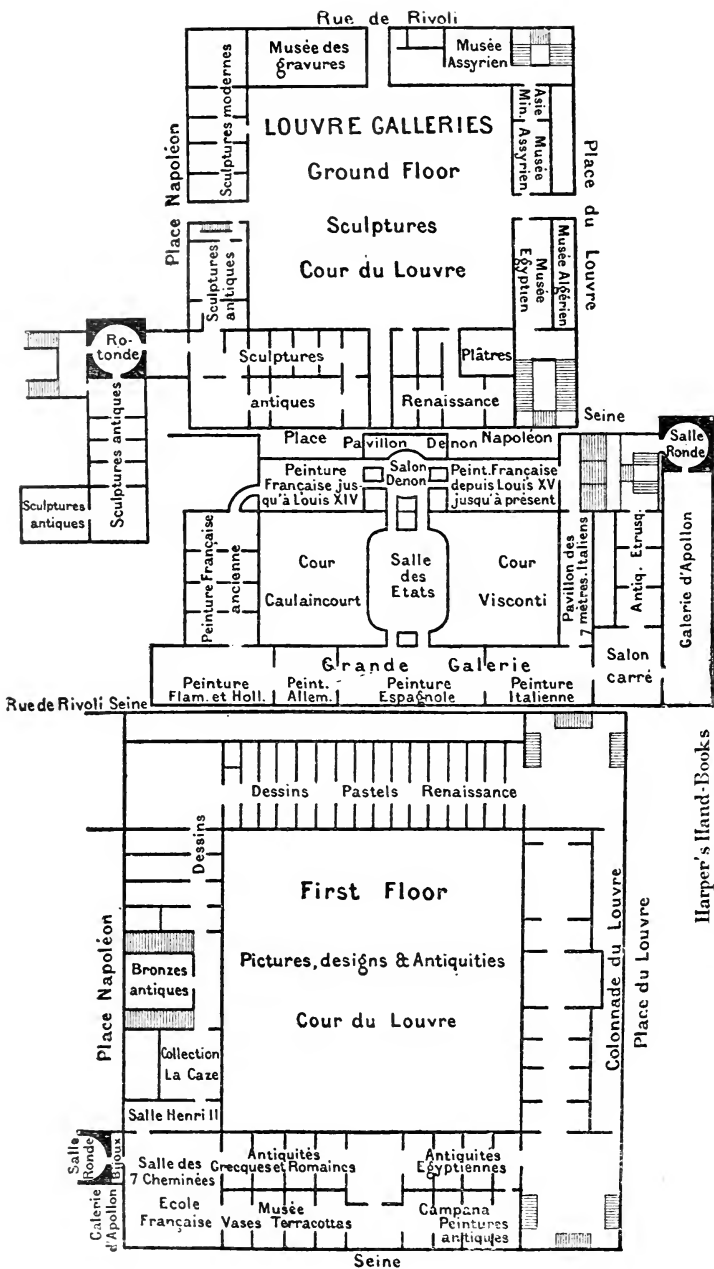 Rue de Rivoli
Musée des
gravures
Musée
Assyrien
Sculptures modernes
Place Napoléon
LOUVRE GALLERIES
Ground Floor
Sculptures
Cour du Louvre
Asie
Min.
Musée
Assyrien
Place du Louvre
Sculptures
antiques
Musée
Egyptien
Musée Algérien
Ro-
tonde
Sculptures
antiques
Plâtres
Renaissance
Seine
Sculptures antiques
Sculptures
antiques
Place Napoléon
Pavillon Denon
Salle
Ronde
Peinture
Française jus-
qu'à Louis XIV
Salon
Denon
Peint. Française
depuis Louis XV
jusqu'à présent
Peinture Française
ancienne
Cour
Caulaincourt
Salle
des
Etats
Cour
Visconti
Pavillon des
7 mètres. Italiens
Antiq. Etrusq.
Galerie d'Apollon
Salon
carré
Grande Galerie
Peinture
Flam. et Holl.
Peint.
Allem.
Peinture
Espagnole
Peinture
Italienne
Rue de Rivoli Seine
Harper's Hand-Books
Dessins Pastels Renaissance
Dessins
First Floor
Pictures, designs & Antiquities
Cour du Louvre
Place Napoléon
Bronzes
antiques
Collection
La Caze
Salle Henri II
Colonnade du Louvre
Place du Louvre
Salle
Ronde
Bijoux
Salle des
7 Cheminées
Antiquités
Grecques et Romaines
Antiquités
Egyptiennes
Galerie
d'Apollon
Ecole
Française
Musée
Vases Terracottas
Campana
Peintures
antiques
Seine